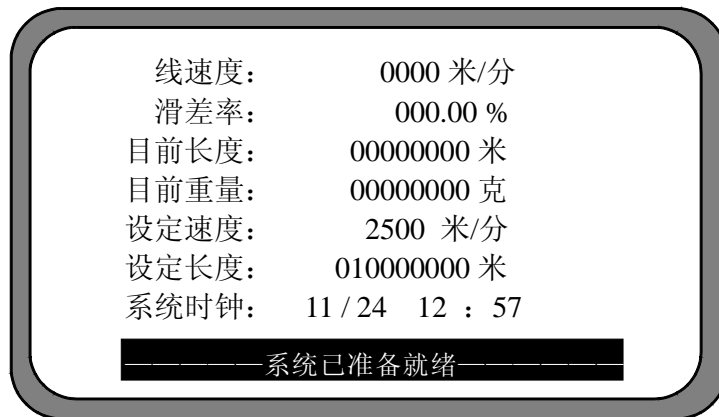 线速度： 0000 米/分
滑差率： 000.00 %
目前长度： 00000000 米
目前重量： 00000000 克
设定速度： 2500 米/分
设定长度： 010000000 米
系统时钟： 11 / 24 12 ： 57
——————系统已准备就绪——————